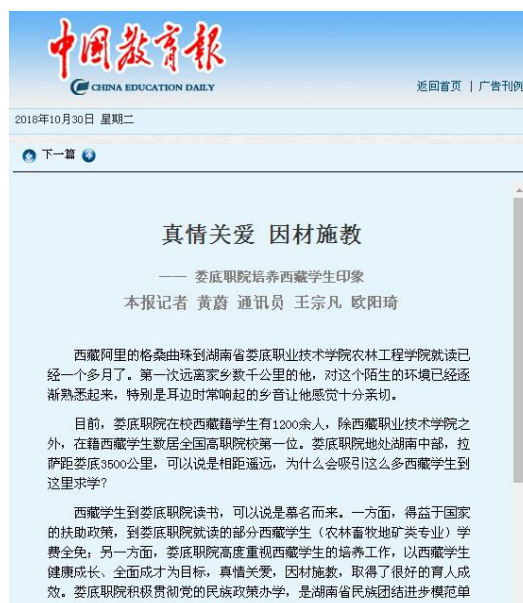 中国教育报
CHINA EDUCATION DAILY
返回首页 | 广告刊例
2018年10月30日 星期二
下一篇
真情关爱 因材施教
—— 娄底职院培养西藏学生印象
本报记者 黄蔚 通讯员 王宗凡 欧阳琦
西藏阿里的格桑曲珠到湖南省娄底职业技术学院农林工程学院就读已
经一个多月了。第一次远离家乡数千公里的他，对这个陌生的环境已经逐
渐熟悉起来，特别是耳边时常响起的乡音让他感觉十分亲切。
目前，娄底职院在校西藏籍学生有1200余人，除西藏职业技术学院之
外，在籍西藏学生数居全国高职院校第一位。娄底职院地处湖南中部，拉
萨距娄底3500公里，可以说是相距遥远，为什么会吸引这么多西藏学生到
这里求学？
西藏学生到娄底职院读书，可以说是慕名而来。一方面，得益于国家
的扶助政策，到娄底职院就读的部分西藏学生（农林畜牧地矿类专业）学
费全免；另一方面，娄底职院高度重视西藏学生的培养工作，以西藏学生
健康成长、全面成才为目标，真情关爱，因材施教，取得了很好的育人成
效。娄底职院积极贯彻党的民族政策办学，是湖南省民族团结进步模范单